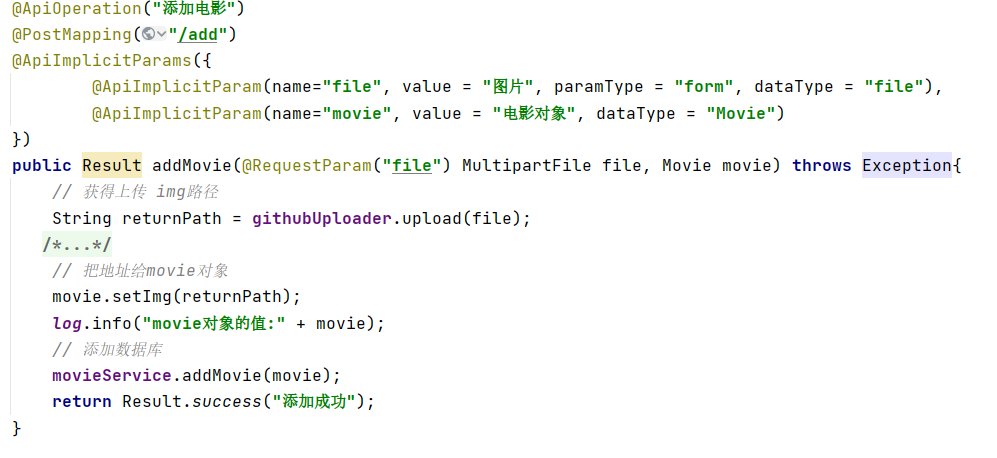 @ApiOperation("添加电影")
@PostMapping("/add")
@ApiImplicitParams({
@ApiImplicitParam(name="file", value = "图片", paramType = "form", dataType = "file"),
@ApiImplicitParam(name="movie", value = "电影对象", dataType = "Movie")
})
public Result addMovie(@RequestParam("file") MultipartFile file, Movie movie) throws Exception{
// 获得上传 img路径
String returnPath = githubUploader.upload(file);
/*...*/
// 把地址给movie对象
movie.setImg(returnPath);
log.info("movie对象的值:" + movie);
// 添加数据库
movieService.addMovie(movie);
return Result.success("添加成功");
}